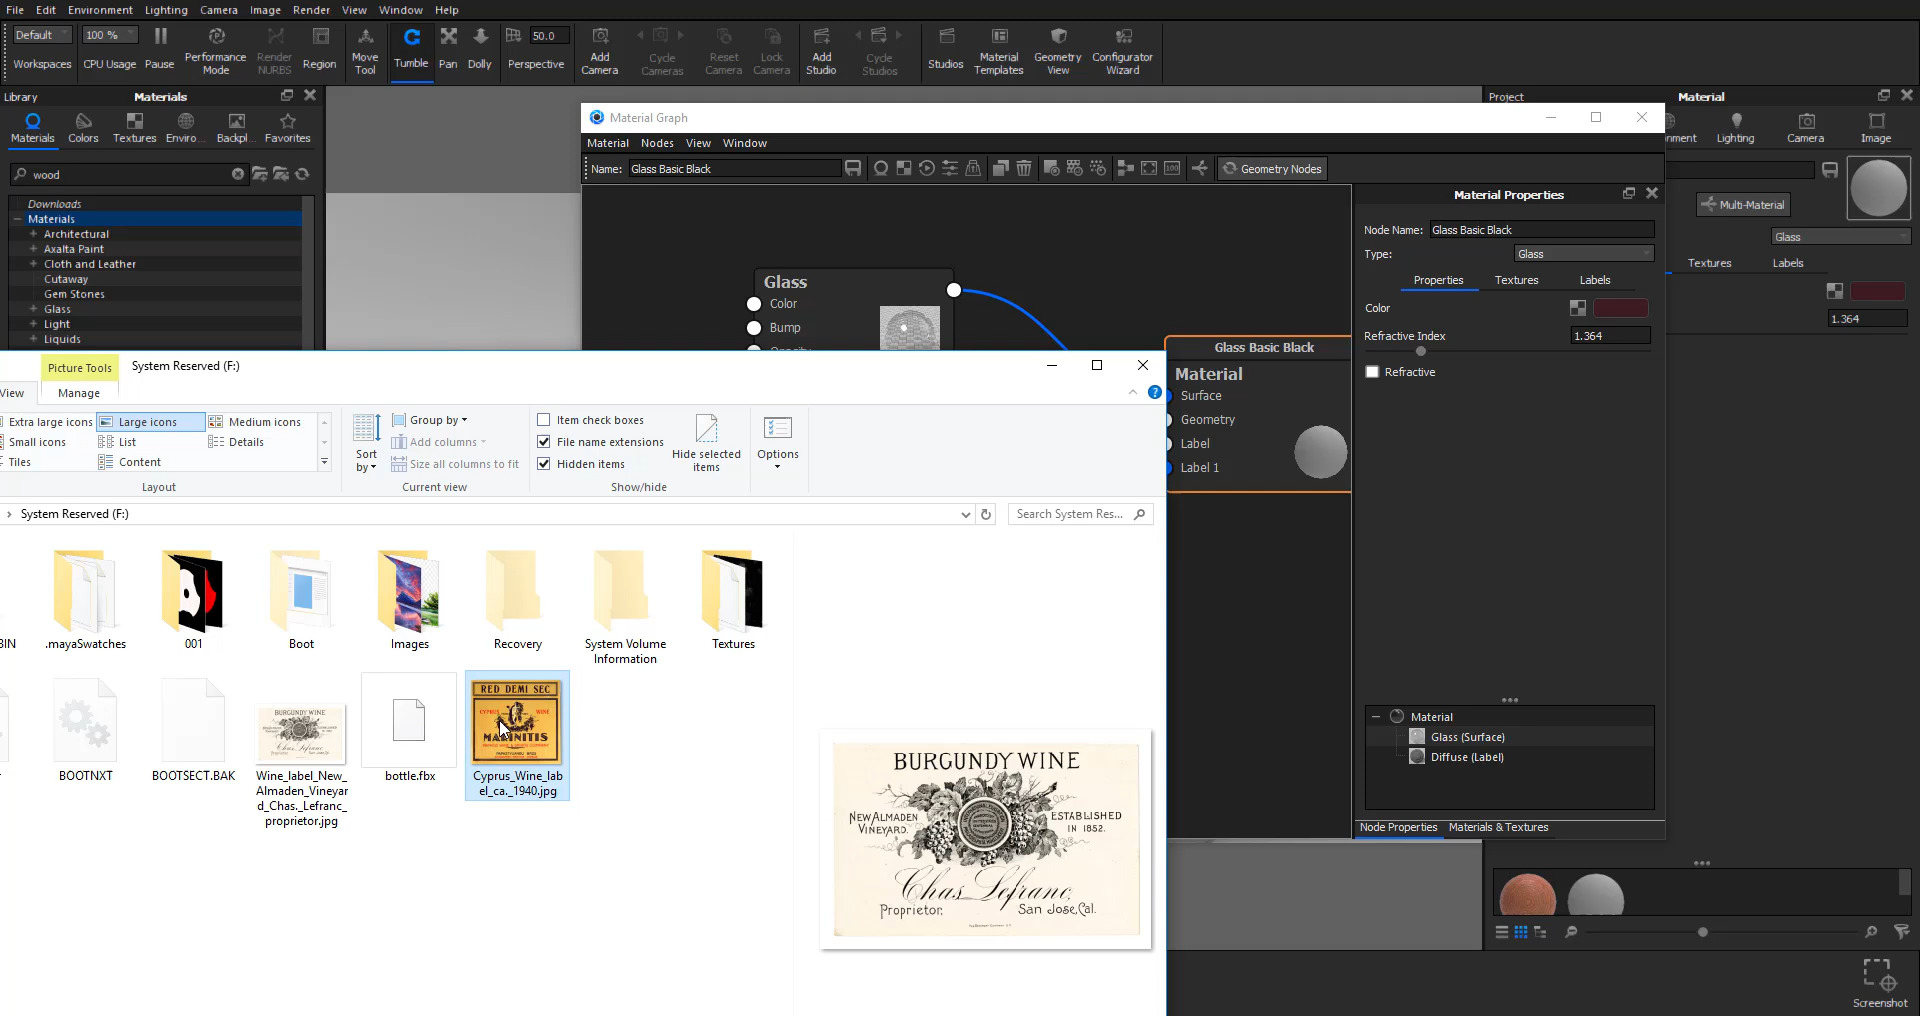 File Edit Environment Lighting Camera Image Render View Window Help
Default 100 % 50.0
Workspaces CPU Usage Pause Performance Mode Render NURBS Region Move Tool Tumble Pan Dolly Perspective Add Camera Cycle Cameras Reset Camera Lock Camera Add Studio Cycle Studios Studios Material Templates Geometry View Configurator Wizard
Library Materials
Materials Colors Textures Enviro... Backpl... Favorites
wood
Downloads
Materials
Architectural
Axalta Paint
Cloth and Leather
Cutaway
Gem Stones
Glass
Light
Liquids
Material Graph
Material Nodes View Window
Name: Glass Basic Black Geometry Nodes
Glass
Color
Bump
Glass Basic Black
Material
Surface
Geometry
Label
Label 1
Material Properties
Node Name: Glass Basic Black
Type: Glass
Properties Textures Labels
Color
Refractive Index 1.364
Refractive
Material
Glass (Surface)
Diffuse (Label)
Node Properties Materials & Textures
Project Material
nment Lighting Camera Image
Multi-Material
Glass
Textures Labels
1.364
Screenshot
Picture Tools System Reserved (F:)
View Manage
Extra large icons Large icons Medium icons
Small icons List Details
Tiles Content
Layout
Sort by
Group by
Add columns
Size all columns to fit
Current view
Item check boxes
File name extensions
Hidden items
Hide selected items
Show/hide
Options
› System Reserved (F:) Search System Res...
BIN .mayaSwatches 001 Boot Images Recovery System Volume Information Textures
BOOTNXT BOOTSECT.BAK Wine_label_New_Almaden_Vineyard_Chas._Lefranc_proprietor.jpg bottle.fbx Cyprus_Wine_label_ca._1940.jpg
BURGUNDY WINE
Chas. Lefranc
RED DEMI SEC
CYPRUS WINE
BURGUNDY WINE
NEW ALMADEN VINEYARD. ESTABLISHED IN 1852.
Chas. Lefranc,
Proprietor, San Jose, Cal.